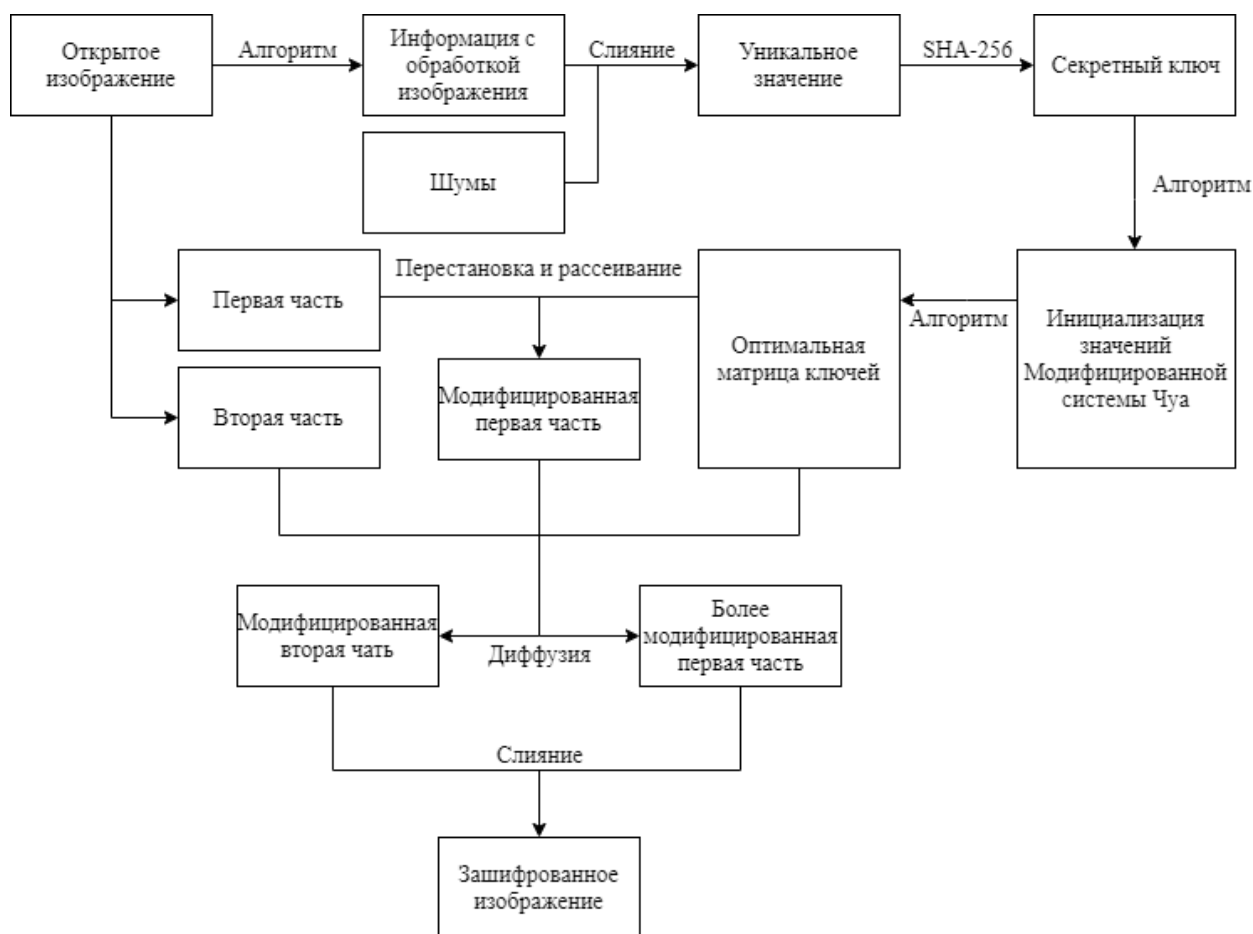 Открытое
изображение
Алгоритм
Информация с
обработкой
изображения
Слияние
Уникальное
значение
SHA-256
Секретный ключ
Шумы
Алгоритм
Первая часть
Перестановка и рассеивание
Оптимальная
матрица ключей
Алгоритм
Инициализация
значений
Модифицированной
системы Чуа
Вторая часть
Модифицированная
первая часть
Модифицированная
вторая чать
Диффузия
Более
модифицированная
первая часть
Слияние
Зашифрованное
изображение